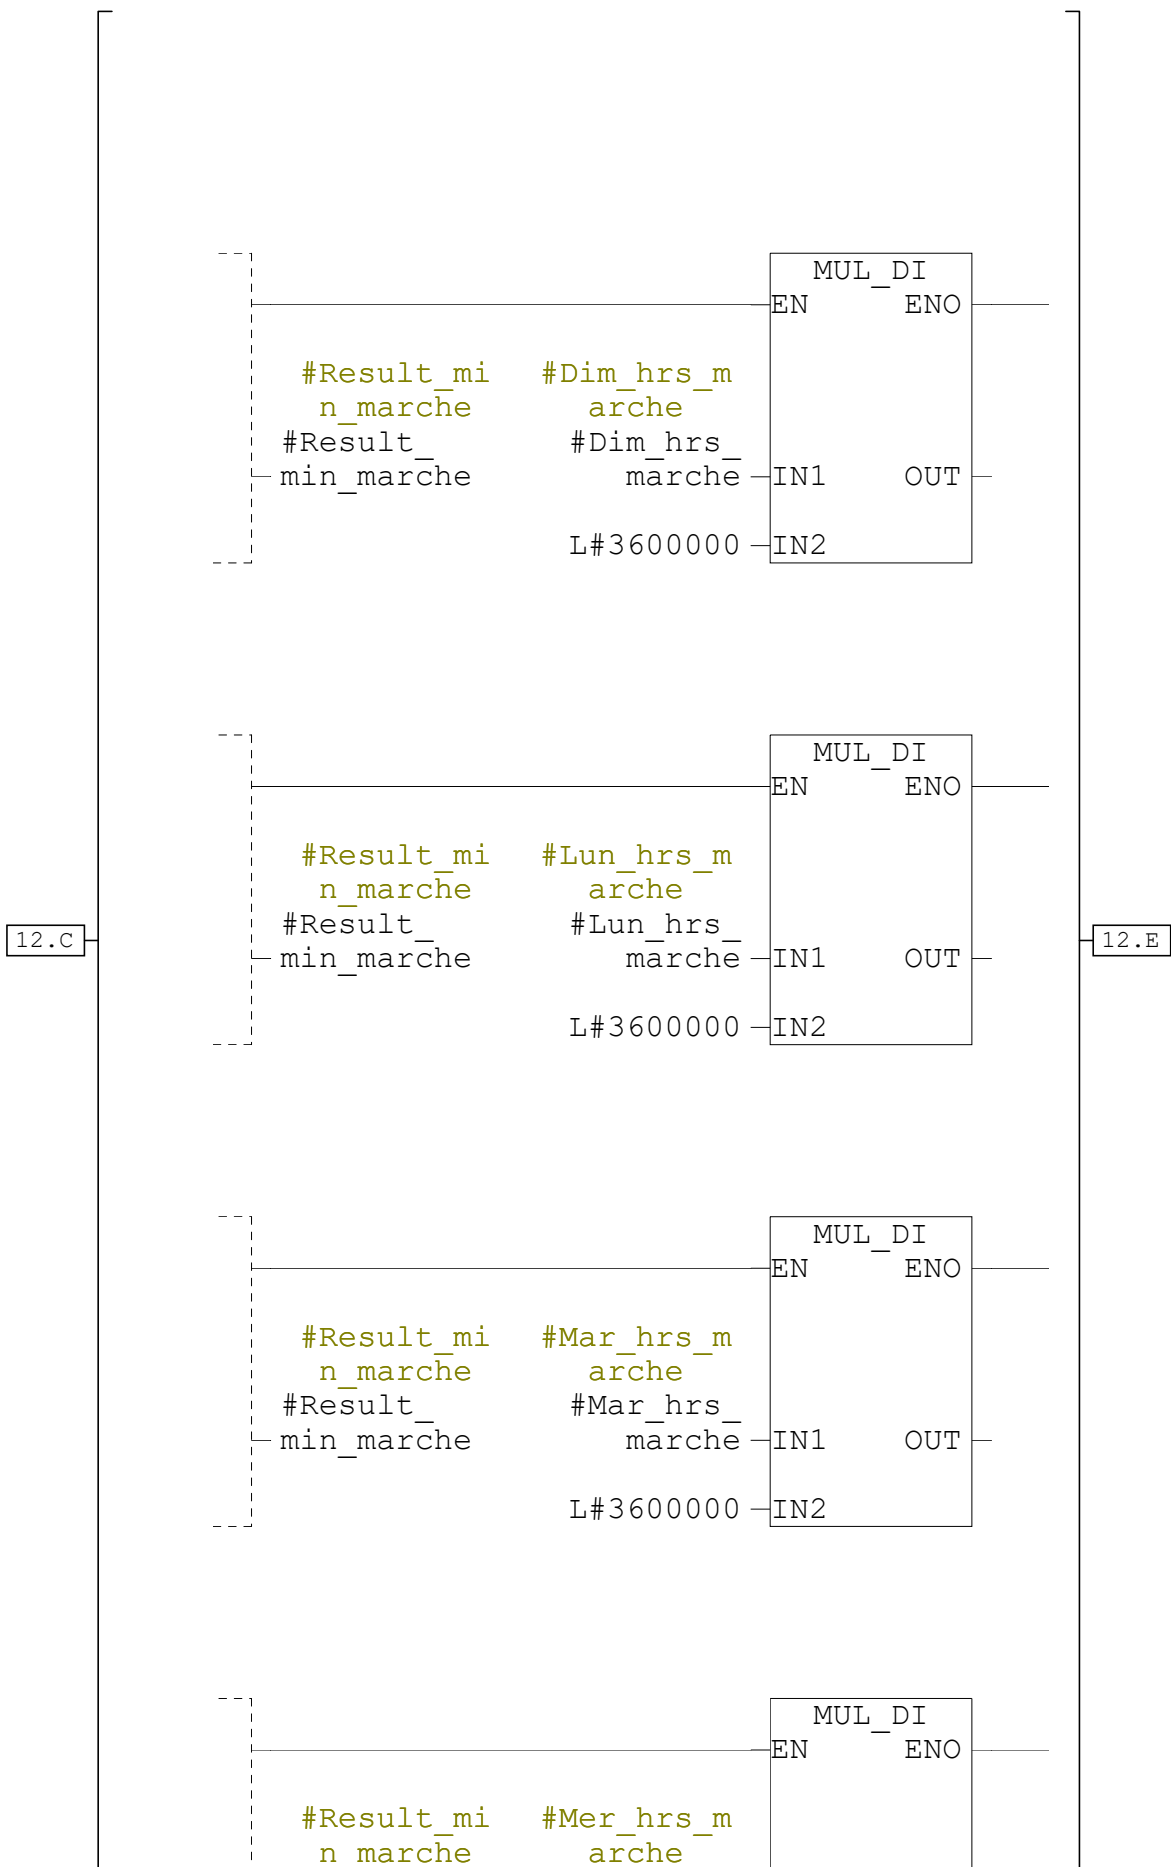 MUL_DI
EN ENO
#Result_mi #Dim_hrs_m
n_marche arche
#Result_ #Dim_hrs_
min_marche marche IN1 OUT
L#3600000 IN2
MUL_DI
EN ENO
#Result_mi #Lun_hrs_m
n_marche arche
#Result_ #Lun_hrs_
12.C 12.E
min_marche marche IN1 OUT
L#3600000 IN2
MUL_DI
EN ENO
#Result_mi #Mar_hrs_m
n_marche arche
#Result_ #Mar_hrs_
min_marche marche IN1 OUT
L#3600000 IN2
MUL_DI
EN ENO
#Result_mi #Mer_hrs_m
n_marche arche